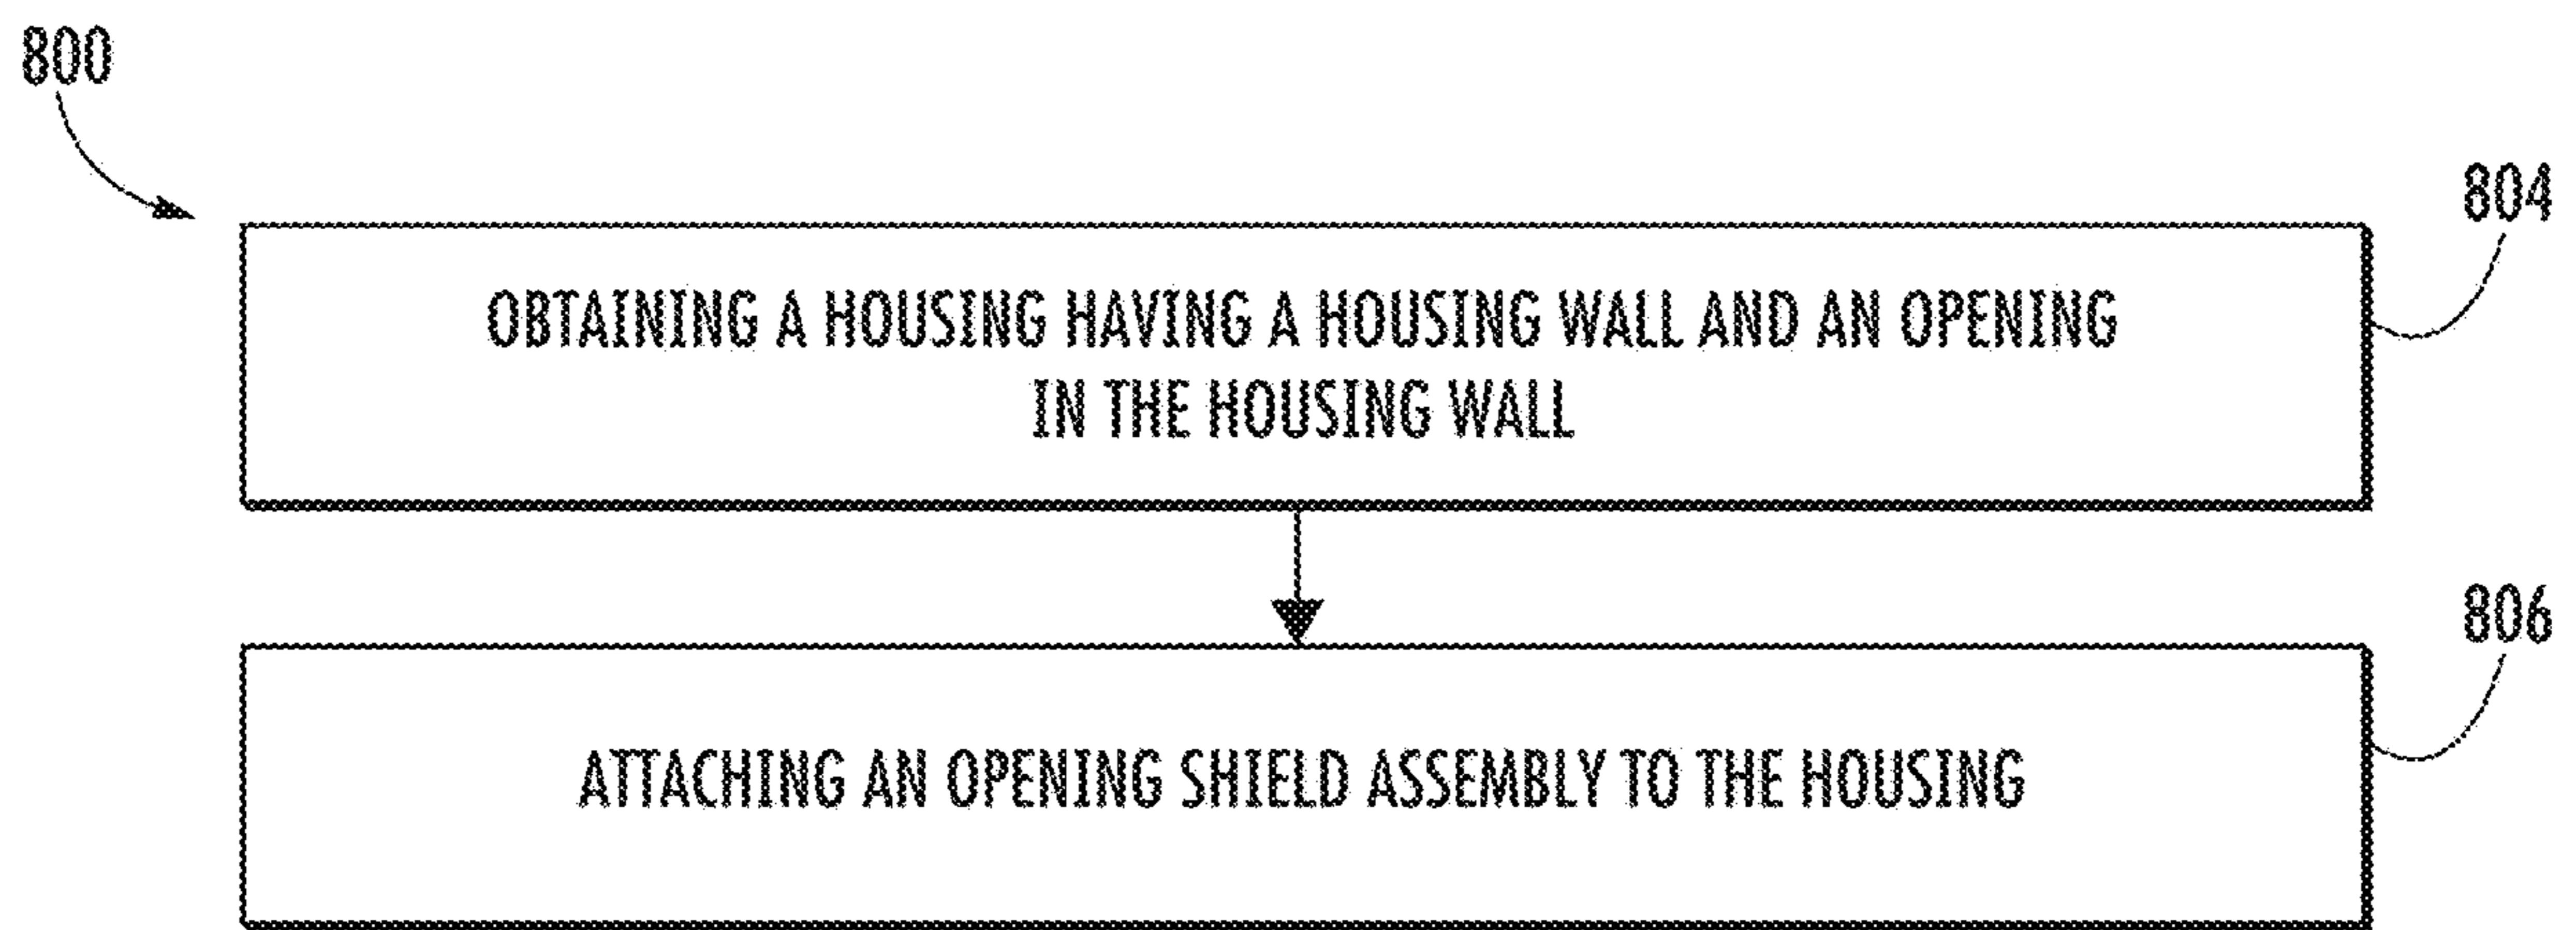 800
804
OBTAINING A HOUSING HAVING A HOUSING WALL AND AN OPENING
IN THE HOUSING WALL
806
ATTACHING AN OPENING SHIELD ASSEMBLY TO THE HOUSING